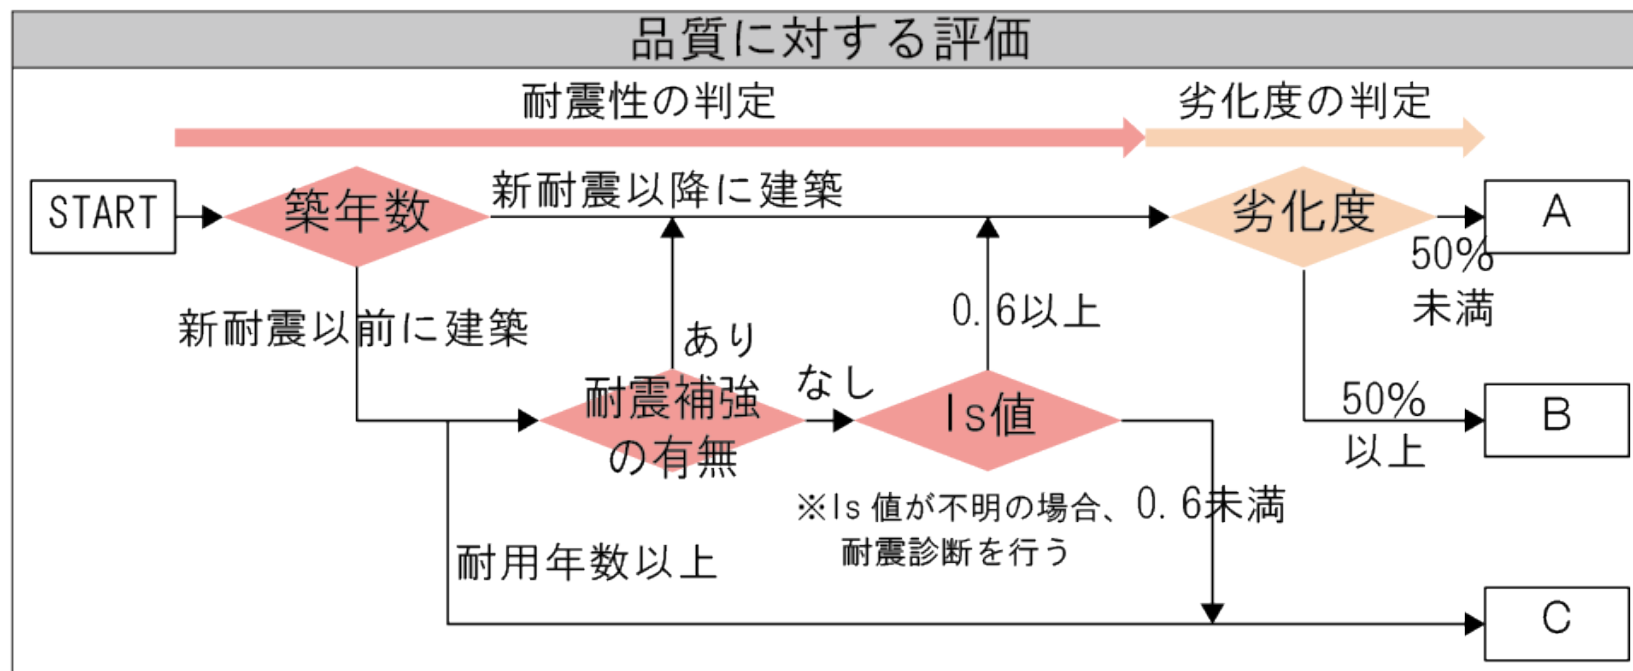 品質に対する評価
耐震性の判定
劣化度の判定
START
築年数
新耐震以降に建築
劣化度
A
50%
未満
新耐震以前に建築
あり
0.6以上
耐震補強
の有無
なし
Is値
50%
以上
B
※Is値が不明の場合、
耐震診断を行う
0.6未満
耐用年数以上
C